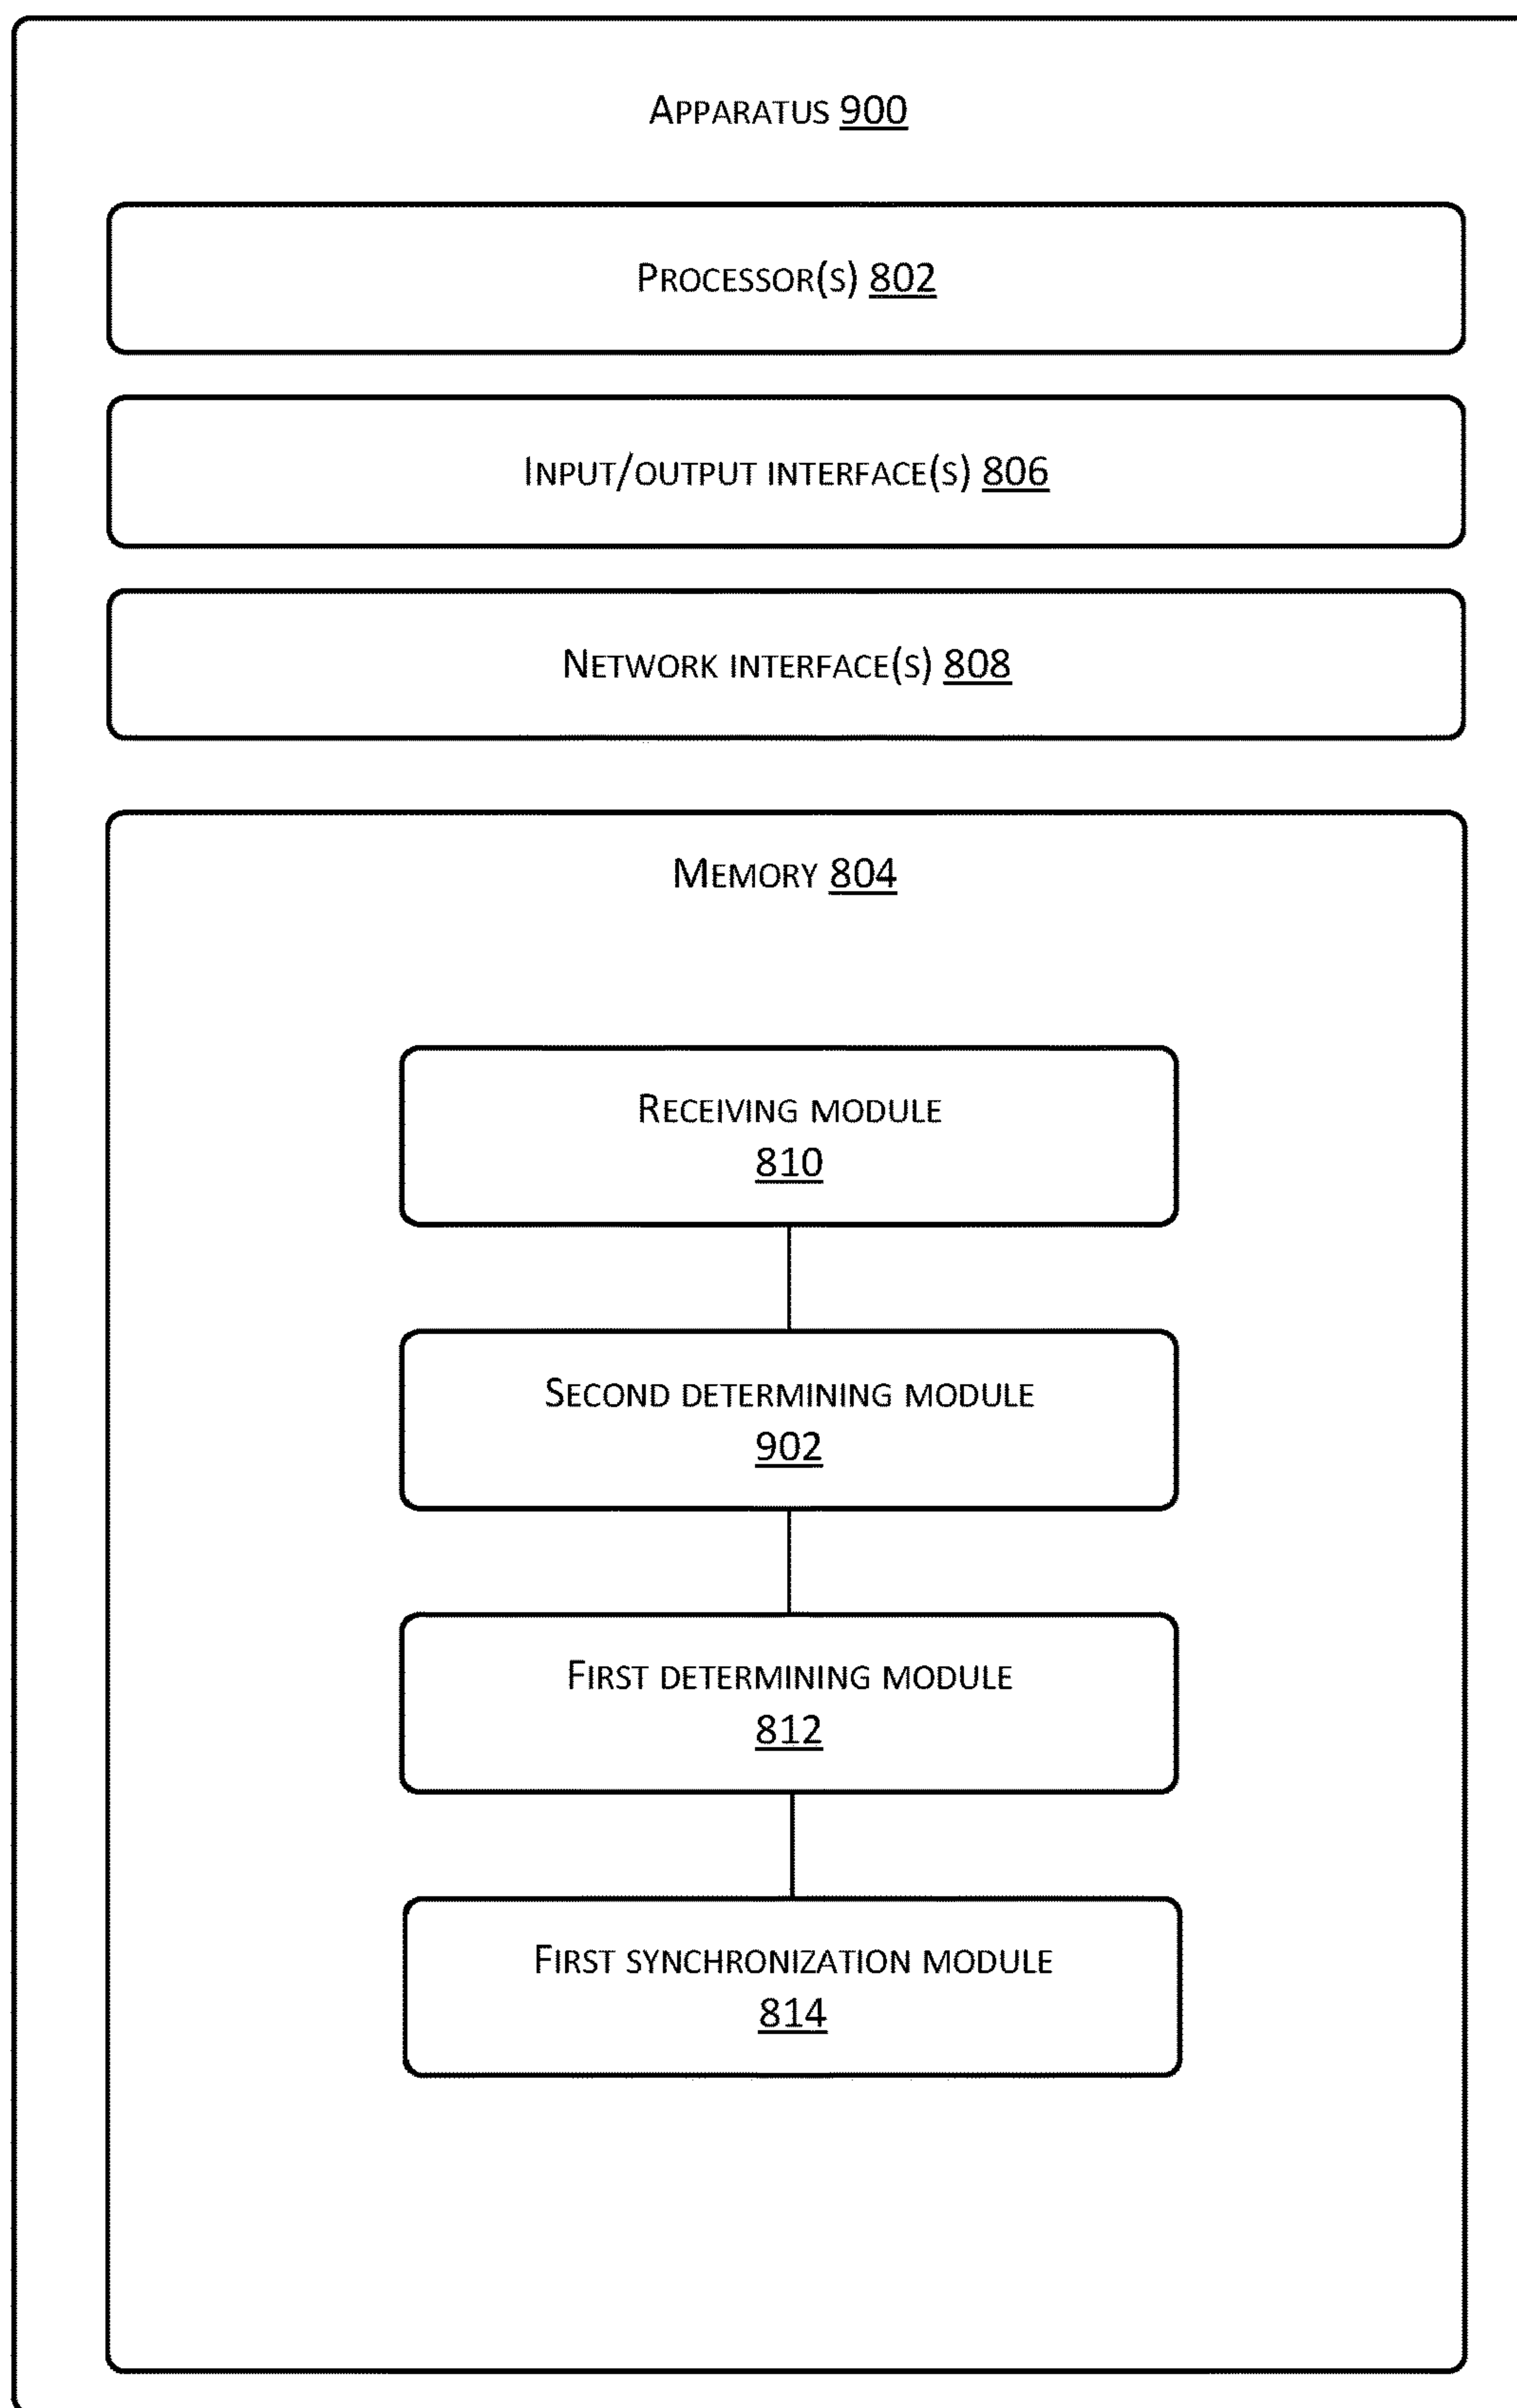 APPARATUS 900
PROCESSOR(S) 802
INPUT/OUTPUT INTERFACE(S) 806
NETWORK INTERFACE(S) 808
MEMORY 804
RECEIVING MODULE
810
SECOND DETERMINING MODULE
902
FIRST DETERMINING MODULE
812
FIRST SYNCHRONIZATION MODULE
814